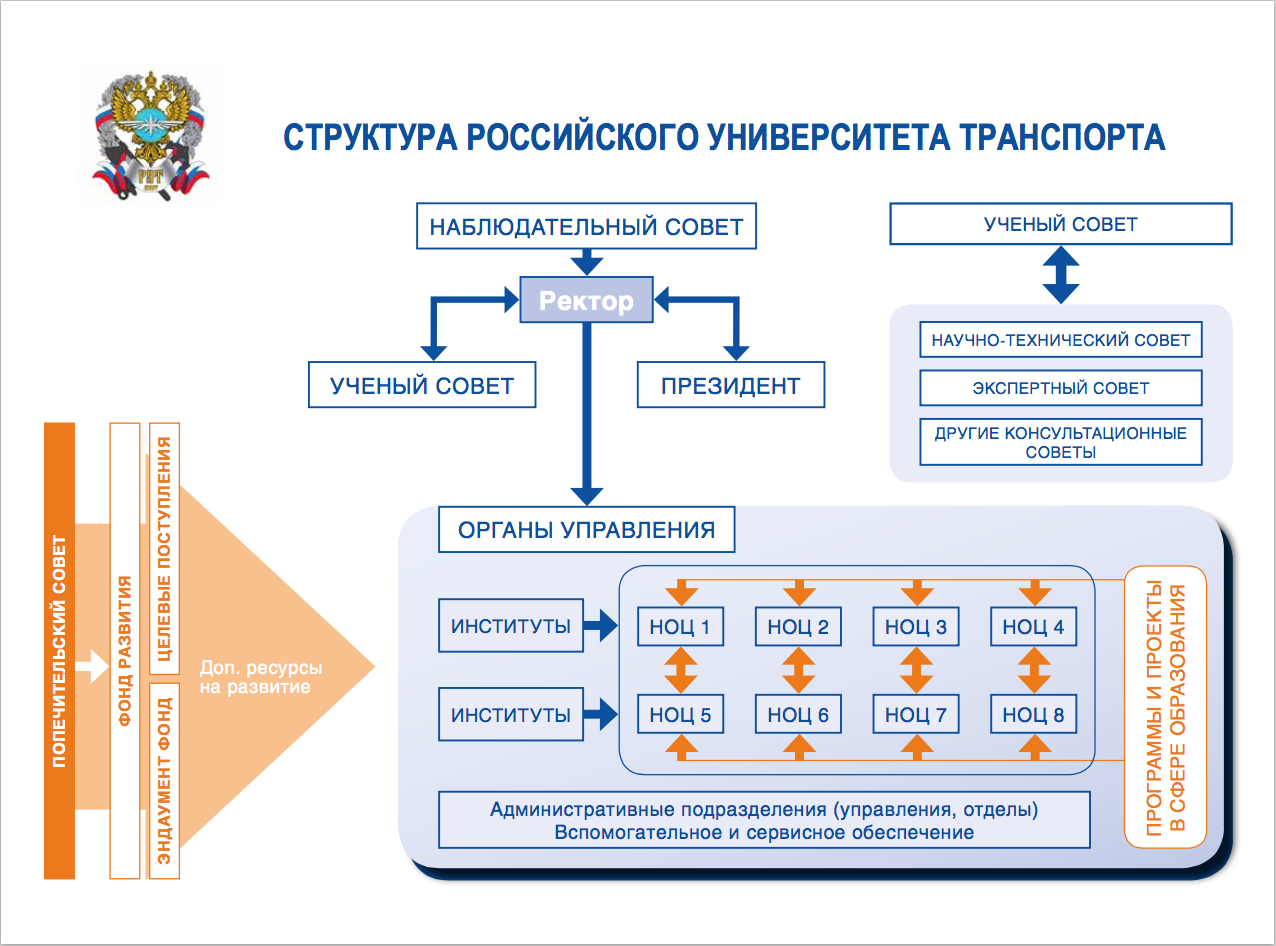 СТРУКТУРА РОССИЙСКОГО УНИВЕРСИТЕТА ТРАНСПОРТА
НАБЛЮДАТЕЛЬНЫЙ СОВЕТ
Ректор
УЧЕНЫЙ СОВЕТ
ПРЕЗИДЕНТ
УЧЕНЫЙ СОВЕТ
НАУЧНО-ТЕХНИЧЕСКИЙ СОВЕТ
ЭКСПЕРТНЫЙ СОВЕТ
ДРУГИЕ КОНСУЛЬТАЦИОННЫЕ
СОВЕТЫ
ПОПЕЧИТЕЛЬСКИЙ СОВЕТ
ФОНД РАЗВИТИЯ
ЦЕЛЕВЫЕ ПОСТУПЛЕНИЯ
ЭНДАУМЕНТ ФОНД
Доп. ресурсы
на развитие
ОРГАНЫ УПРАВЛЕНИЯ
ИНСТИТУТЫ
НОЦ 1
НОЦ 2
НОЦ 3
НОЦ 4
ИНСТИТУТЫ
НОЦ 5
НОЦ 6
НОЦ 7
НОЦ 8
ПРОГРАММЫ И ПРОЕКТЫ
В СФЕРЕ ОБРАЗОВАНИЯ
Административные подразделения (управления, отделы)
Вспомогательное и сервисное обеспечение